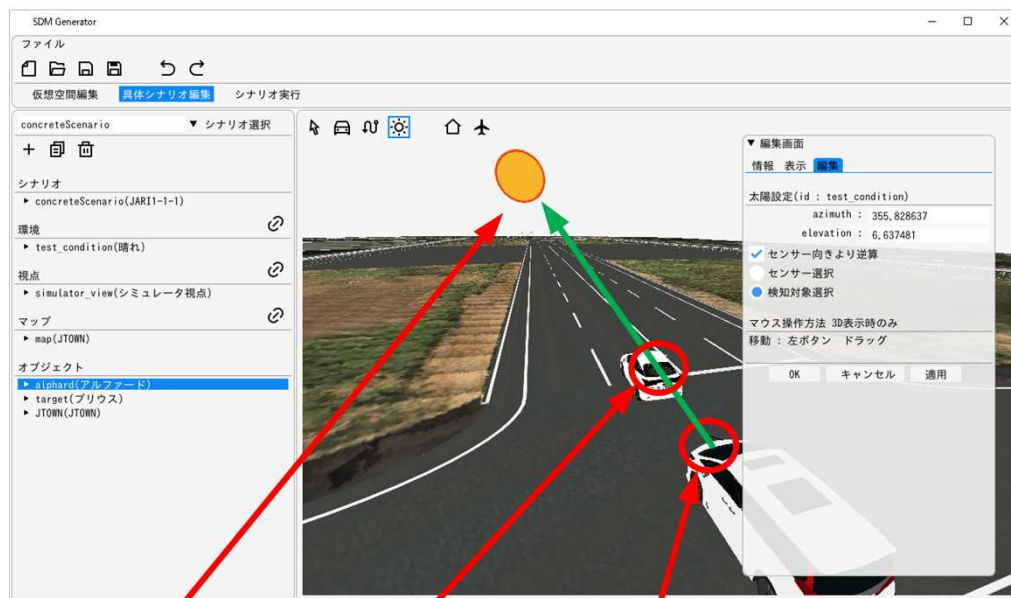 SDM Generator
ファイル
仮想空間編集 具体シナリオ編集 シナリオ実行
concreteScenario ▼ シナリオ選択
シナリオ
▶ concreteScenario(JARI1-1-1)
環境
▶ test_condition(晴れ)
視点
▶ simulator_view(シミュレータ視点)
マップ
▶ map(JTOWN)
オブジェクト
▶ alphard(アルファード)
▶ target(プリウス)
▶ JTOWN(JTOWN)
▼ 編集画面
情報 表示 編集
太陽設定(id : test_condition)
azimuth : 355.828637
elevation : 6.637481
センサー向きより逆算
センサー選択
検知対象選択
マウス操作方法 3D表示時のみ
移動 : 左ボタン ドラッグ
OK キャンセル 適用